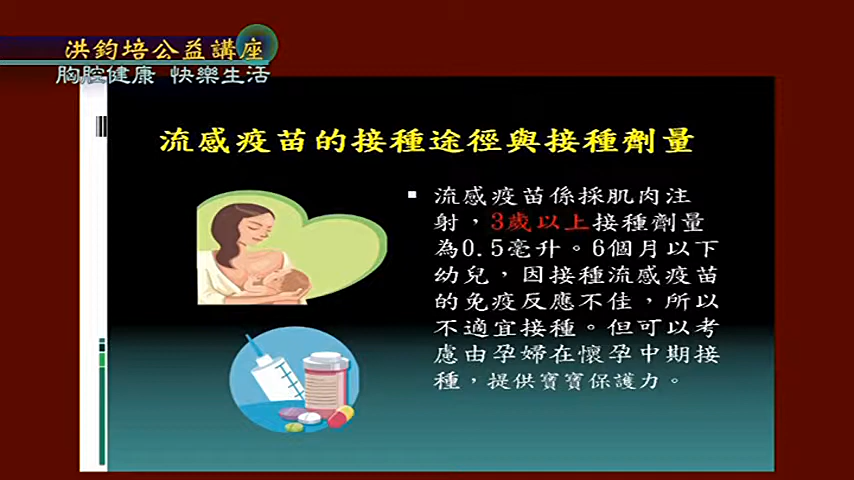 洪鈞培公益講座
胸腔健康 快樂生活
流感疫苗的接種途徑與接種劑量
流感疫苗係採肌肉注
射，3歲以上接種劑量
為0.5毫升。6個月以下
幼兒，因接種流感疫苗
的免疫反應不佳，所以
不適宜接種。但可以考
慮由孕婦在懷孕中期接
種，提供寶寶保護力。